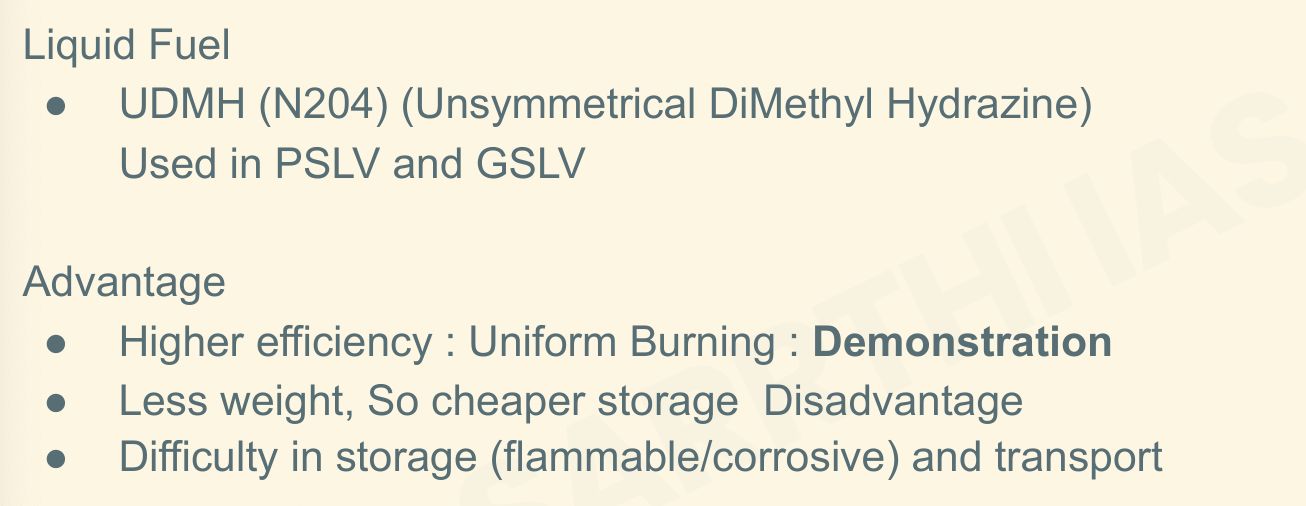 Liquid Fuel
● UDMH (N204) (Unsymmetrical DiMethyl Hydrazine)
Used in PSLV and GSLV
Advantage
● Higher efficiency : Uniform Burning : Demonstration
● Less weight, So cheaper storage Disadvantage
● Difficulty in storage (flammable/corrosive) and transport
SARRTHI IAS